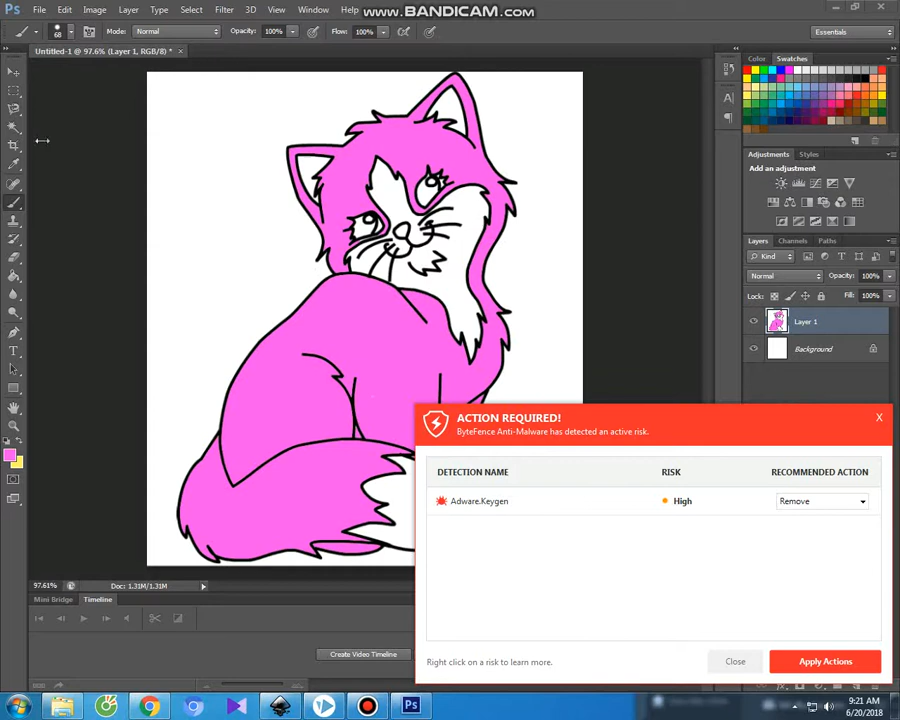 Ps File Edit Image Layer Type Select Filter 3D View Window Help
www.BANDICAM.com
68 Mode: Normal Opacity: 100% Flow: 100% Essentials
Untitled-1 @ 97.6% (Layer 1, RGB/8) * ×
Color Swatches
Adjustments Styles
Layers Channels Paths
Kind
Normal Opacity: 100%
Lock: Fill: 100%
Layer 1
Background
ACTION REQUIRED! X
ByteFence Anti-Malware has detected an active risk.
DETECTION NAME RISK RECOMMENDED ACTION
Adware.Keygen High Remove
97.61% Doc: 1.31M/1.31M
Mini Bridge Timeline
Create Video Timeline
Right click on a risk to learn more. Close Apply Actions
Ps
9:21 AM
6/20/2018